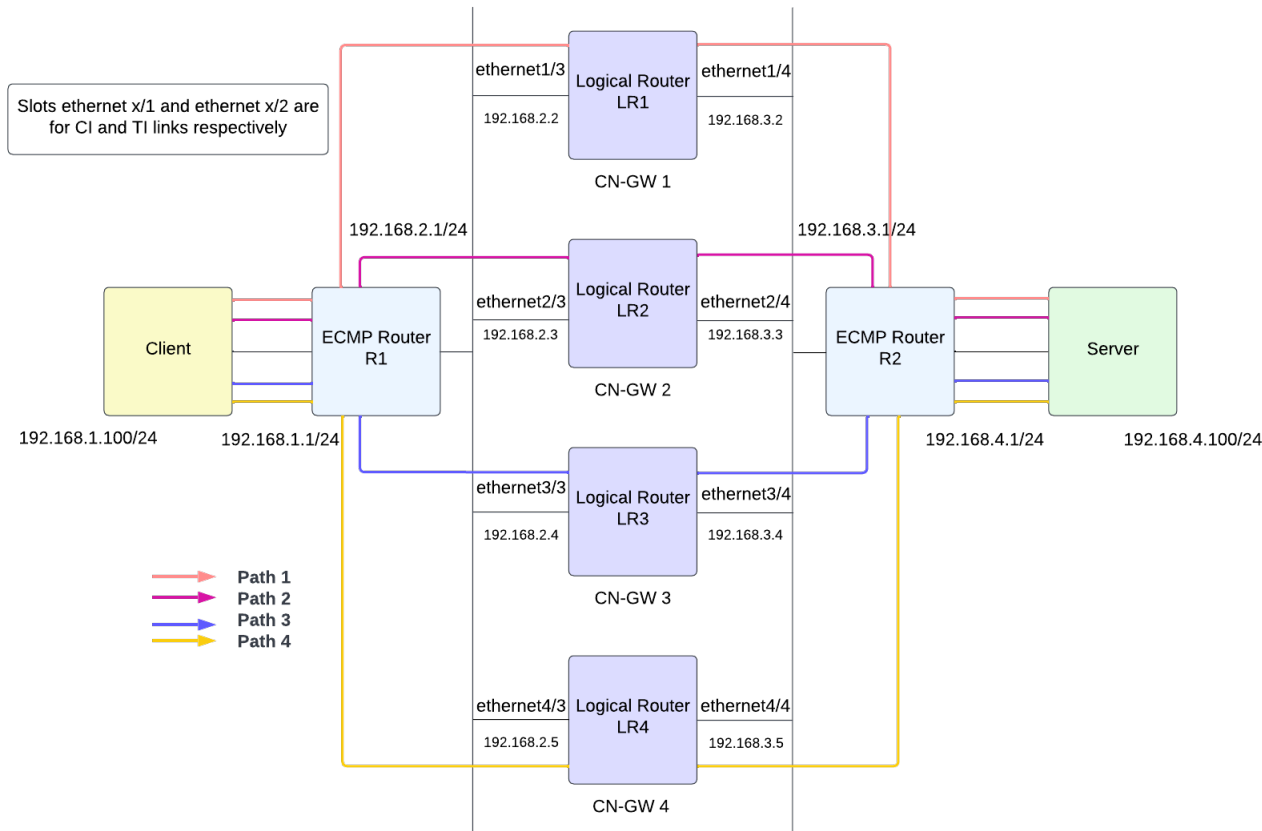 ethernet1/3
Logical Router
LR1
ethernet1/4
192.168.2.2
192.168.3.2
CN-GW 1
Slots ethernet x/1 and ethernet x/2 are
for CI and TI links respectively
192.168.2.1/24
192.168.3.1/24
ethernet2/3
Logical Router
LR2
ethernet2/4
192.168.2.3
192.168.3.3
CN-GW 2
Client
ECMP Router
R1
ECMP Router
R2
Server
192.168.1.100/24
192.168.1.1/24
192.168.4.1/24
192.168.4.100/24
ethernet3/3
Logical Router
LR3
ethernet3/4
192.168.2.4
192.168.3.4
CN-GW 3
Path 1
Path 2
Path 3
Path 4
ethernet4/3
Logical Router
LR4
ethernet4/4
192.168.2.5
192.168.3.5
CN-GW 4